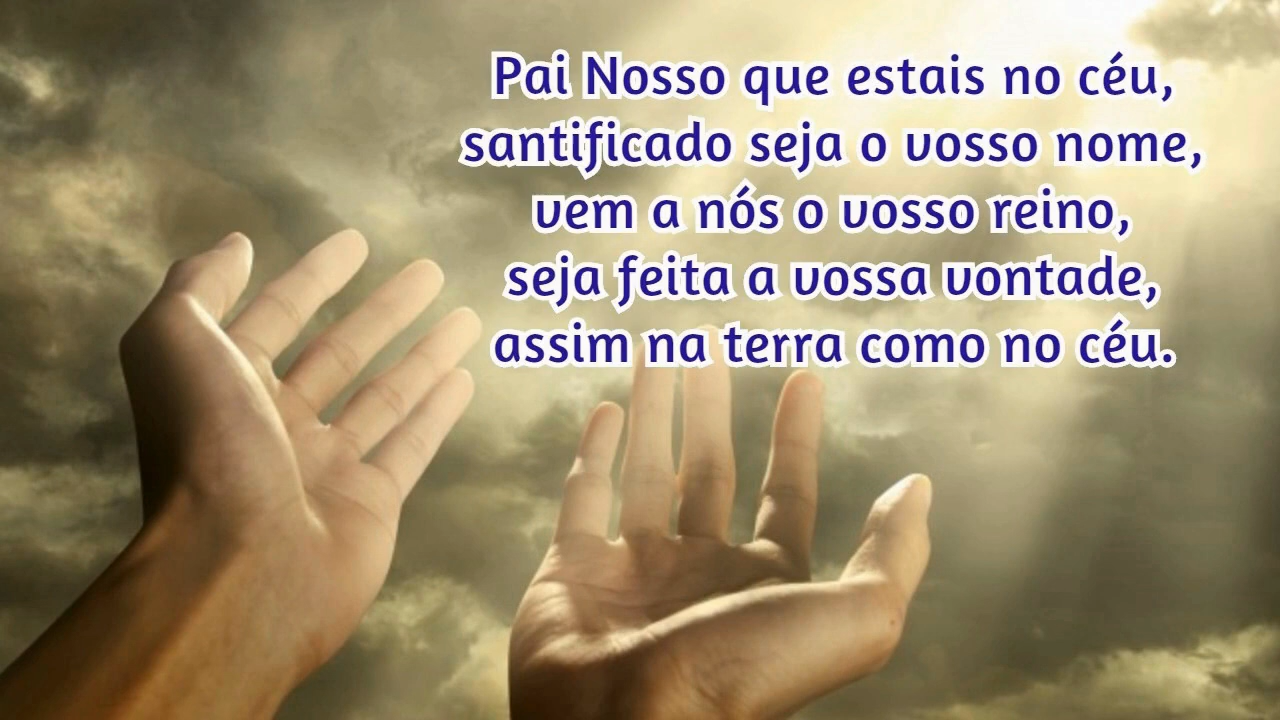 Pai Nosso que estais no céu,
santificado seja o vosso nome,
vem a nós o vosso reino,
seja feita a vossa vontade,
assim na terra como no céu.